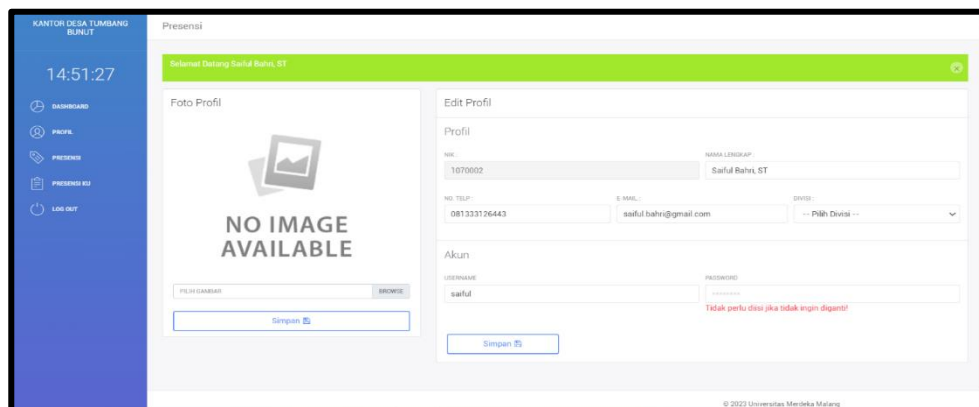 KANTOR DESA TUMBANG
BUNUT
14:51:27
DASHBOARD
PROFIL
PRESENSI
PRESENSI KU
LOG OUT
Presensi
Selamat Datang Saiful Bahri, ST
Foto Profil
NO IMAGE
AVAILABLE
PILIH GAMBAR
BROWSE
Simpan
Edit Profil
Profil
NIK :
1070002
NAMA LENGKAP :
Saiful Bahri, ST
NO. TELP :
081333126443
E-MAIL :
saiful.bahri@gmail.com
DIVISI :
-- Pilih Divisi --
Akun
USERNAME
saiful
PASSWORD
Tidak perlu diisi jika tidak ingin diganti!
Simpan
© 2023 Universitas Merdeka Malang